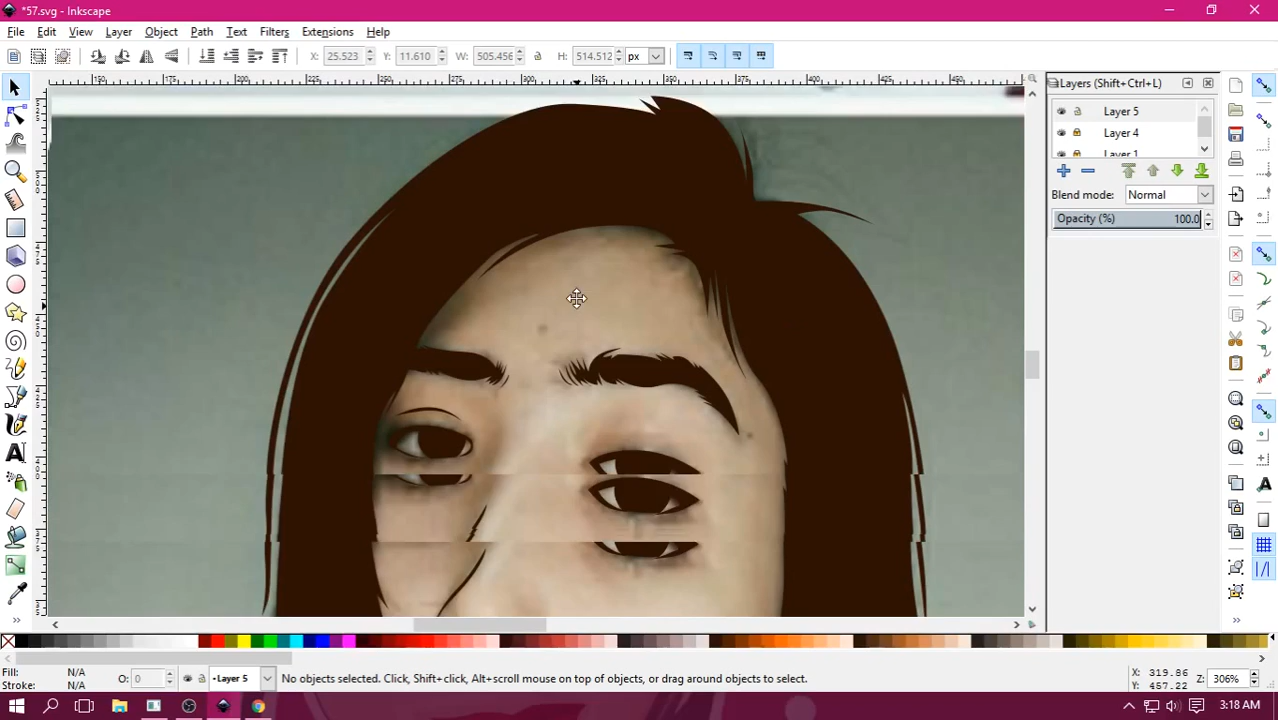 *57.svg - Inkscape
File Edit View Layer Object Path Text Filters Extensions Help
X: 25.523 Y: 11.610 W: 505.456 H: 514.512 px
Layers (Shift+Ctrl+L)
Layer 5
Layer 4
Layer 1
Blend mode: Normal
Opacity (%) 100.0
Fill: N/A
Stroke: N/A
O: 0
•Layer 5
No objects selected. Click, Shift+click, Alt+scroll mouse on top of objects, or drag around objects to select.
X: 319.86
Y: 457.22
Z: 306%
3:18 AM